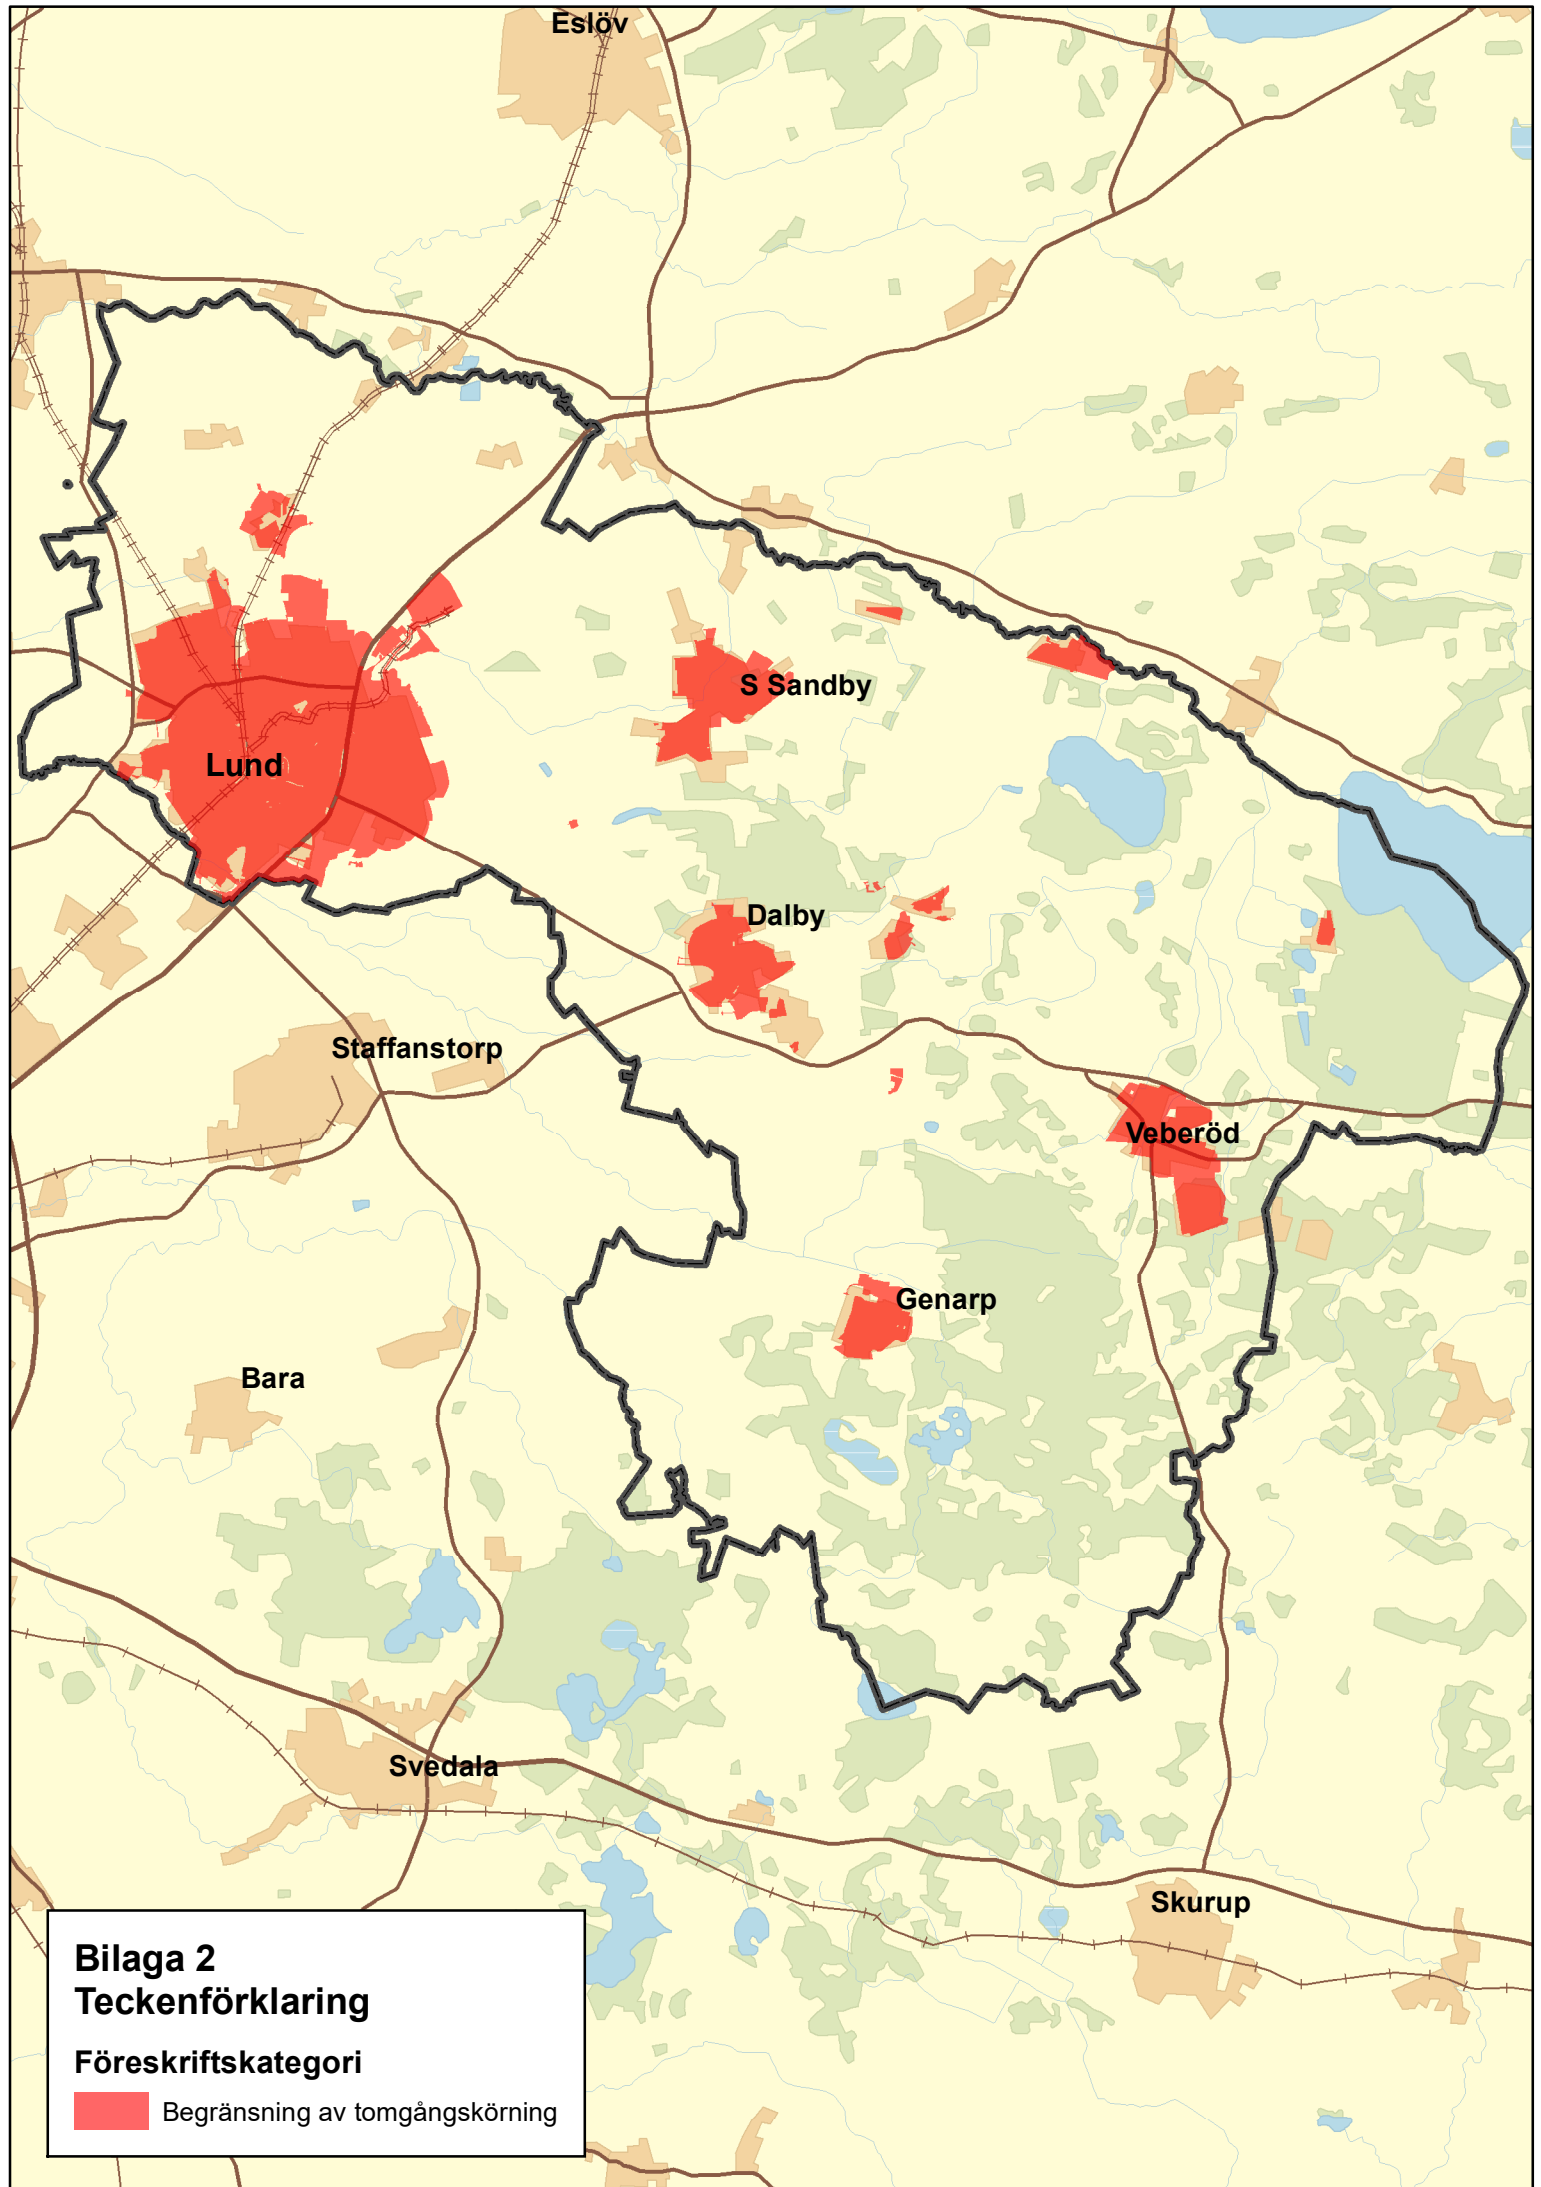 Eslöv
S Sandby
Lund
Dalby
Staffanstorp
Veberöd
Genarp
Bara
Svedala
Skurup
Bilaga 2
Teckenförklaring
Föreskriftskategori
Begränsning av tomgångskörning